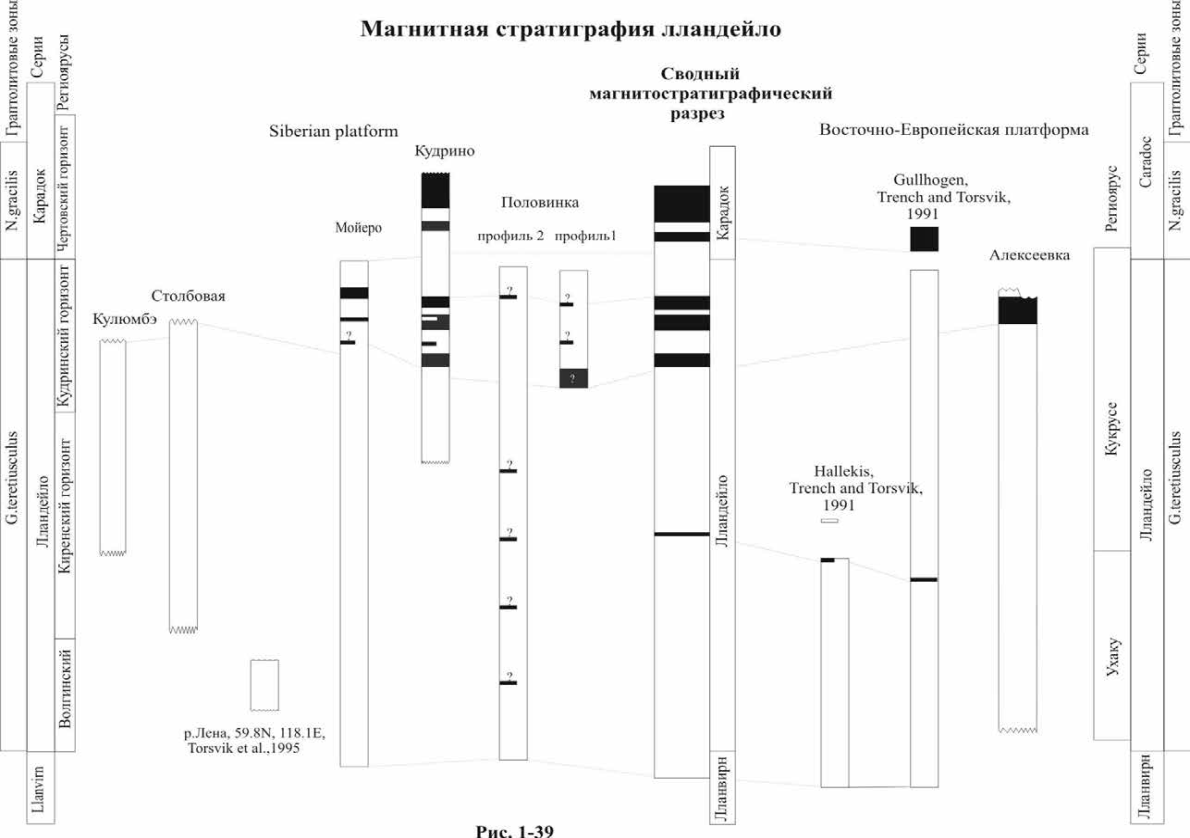 Магнитная стратиграфия лландейло
Граптолитовые зоны
Серии
Региоярусы
N.gracilis
Карадок
Чертовский горизонт
G.teretiusculus
Лландейло
Кудринский горизонт
Киренский горизонт
Волгинский
Llanvirn
Siberian platform
Кулюмбэ
Столбовая
р.Лена, 59.8N, 118.1E,
Torsvik et al.,1995
Мойеро
?
Кудрино
Половинка
профиль 2
профиль1
?
?
?
?
?
?
?
?
Сводный
магнитостратиграфический
разрез
Карадок
Лландейло
Лланвирн
Восточно-Европейская платформа
Hallekis,
Trench and Torsvik,
1991
Gullhogen,
Trench and Torsvik,
1991
Алексеевка
Региоярус
Серии
Граптолитовые зоны
Кукрусе
Ухаку
Caradoc
Лландейло
Лланвирн
N.gracilis
G.teretiusculus
Рис. 1-39